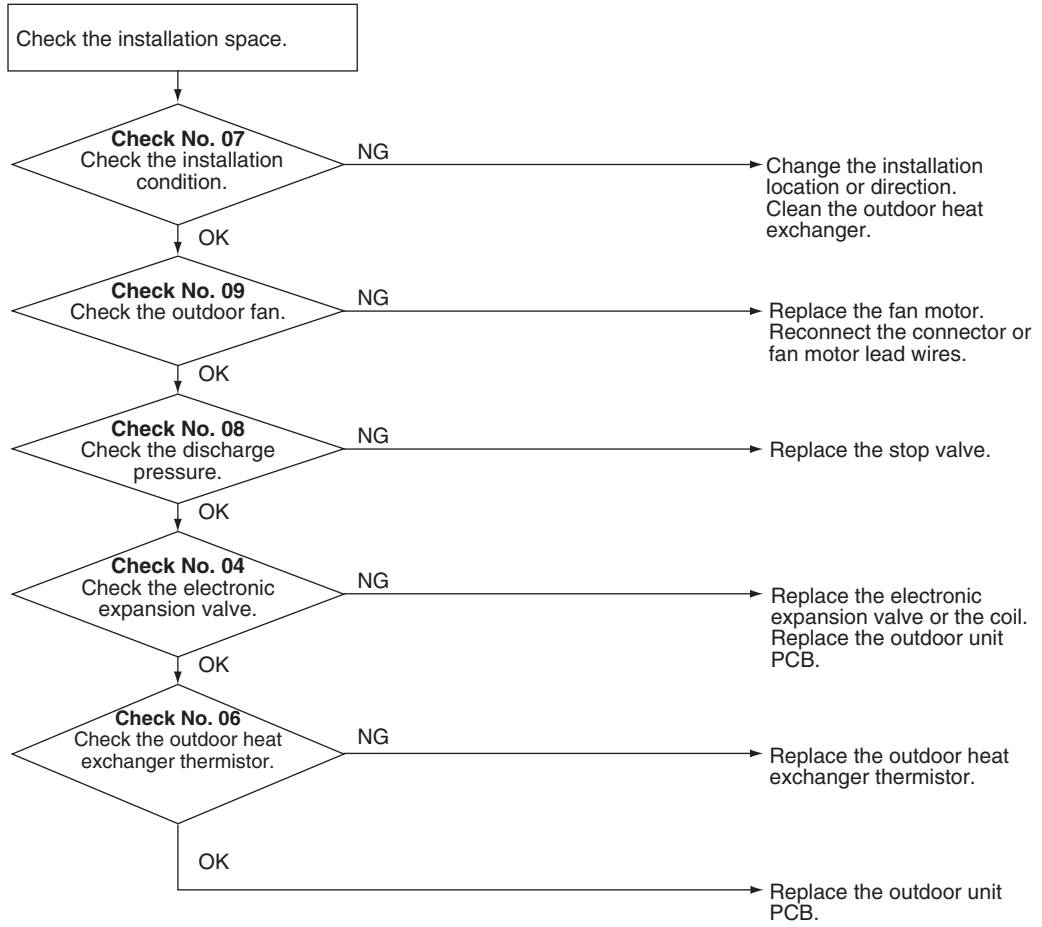 Check the installation space.
Check No. 07
Check the installation
condition.
NG
Change the installation
location or direction.
Clean the outdoor heat
exchanger.
OK
Check No. 09
Check the outdoor fan.
NG
Replace the fan motor.
Reconnect the connector or
fan motor lead wires.
OK
Check No. 08
Check the discharge
pressure.
NG
Replace the stop valve.
OK
Check No. 04
Check the electronic
expansion valve.
NG
Replace the electronic
expansion valve or the coil.
Replace the outdoor unit
PCB.
OK
Check No. 06
Check the outdoor heat
exchanger thermistor.
NG
Replace the outdoor heat
exchanger thermistor.
OK
Replace the outdoor unit
PCB.